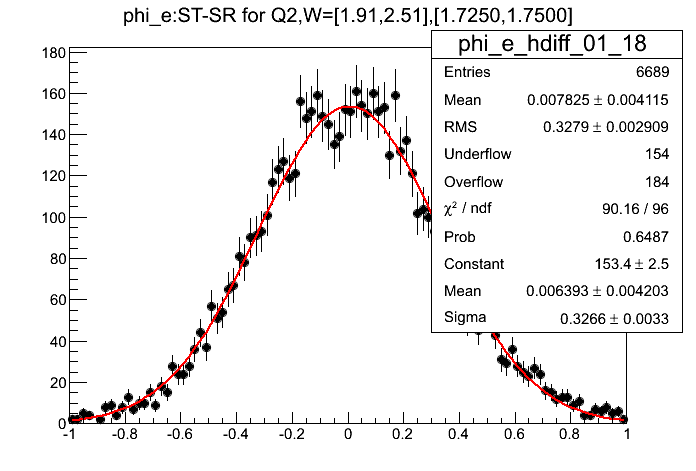 phi_e:ST-SR for Q2,W=[1.91,2.51],[1.7250,1.7500]
phi_e_hdiff_01_18
Entries 6689
Mean 0.007825 ± 0.004115
RMS 0.3279 ± 0.002909
Underflow 154
Overflow 184
χ² / ndf 90.16 / 96
Prob 0.6487
Constant 153.4 ± 2.5
Mean 0.006393 ± 0.004203
Sigma 0.3266 ± 0.0033
180
160
140
120
100
80
60
40
20
0
-1 -0.8 -0.6 -0.4 -0.2 0 0.2 0.4 0.6 0.8 1